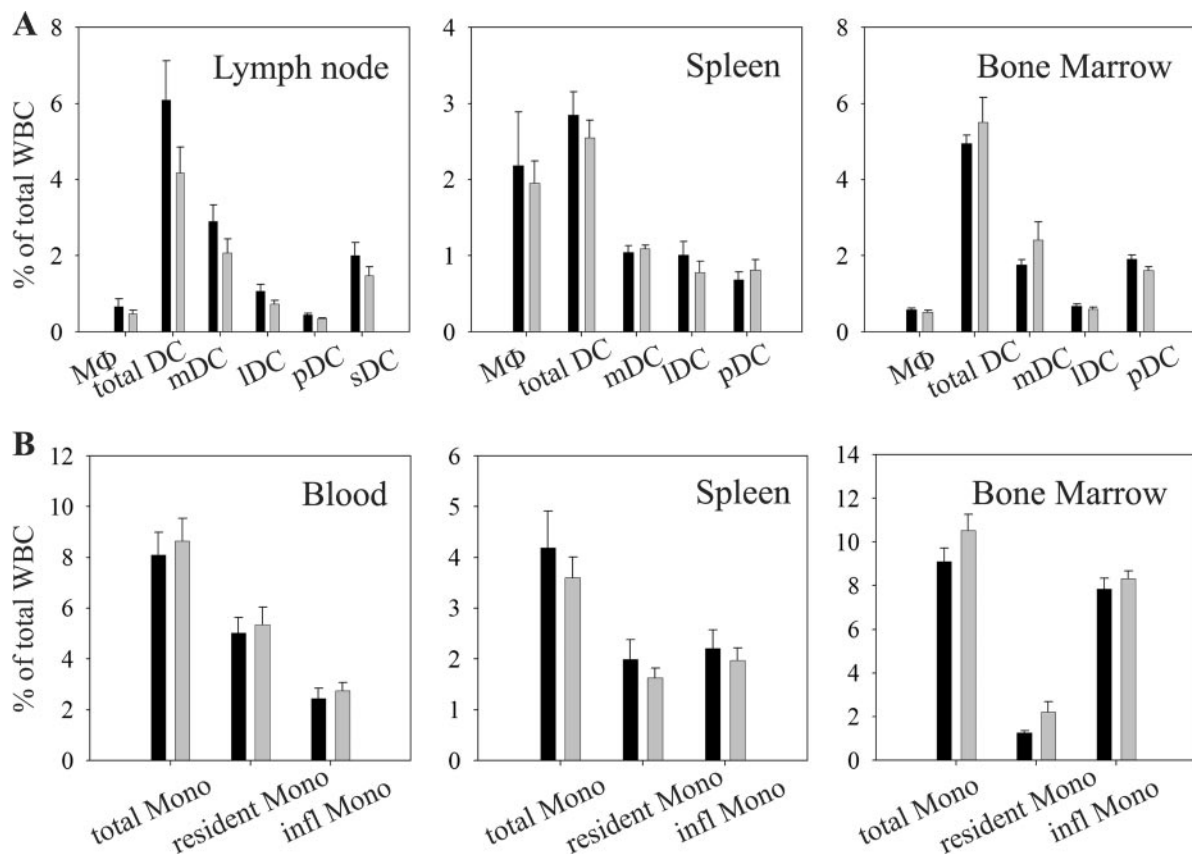 A
% of total WBC
8
6
4
2
0
Lymph node
MΦ
total DC
mDC
lDC
pDC
sDC
4
3
2
1
0
Spleen
MΦ
total DC
mDC
lDC
pDC
8
6
4
2
0
Bone Marrow
MΦ
total DC
mDC
lDC
pDC
B
% of total WBC
12
10
8
6
4
2
0
Blood
total Mono
resident Mono
infl Mono
6
5
4
3
2
1
0
Spleen
total Mono
resident Mono
infl Mono
14
12
10
8
6
4
2
0
Bone Marrow
total Mono
resident Mono
infl Mono